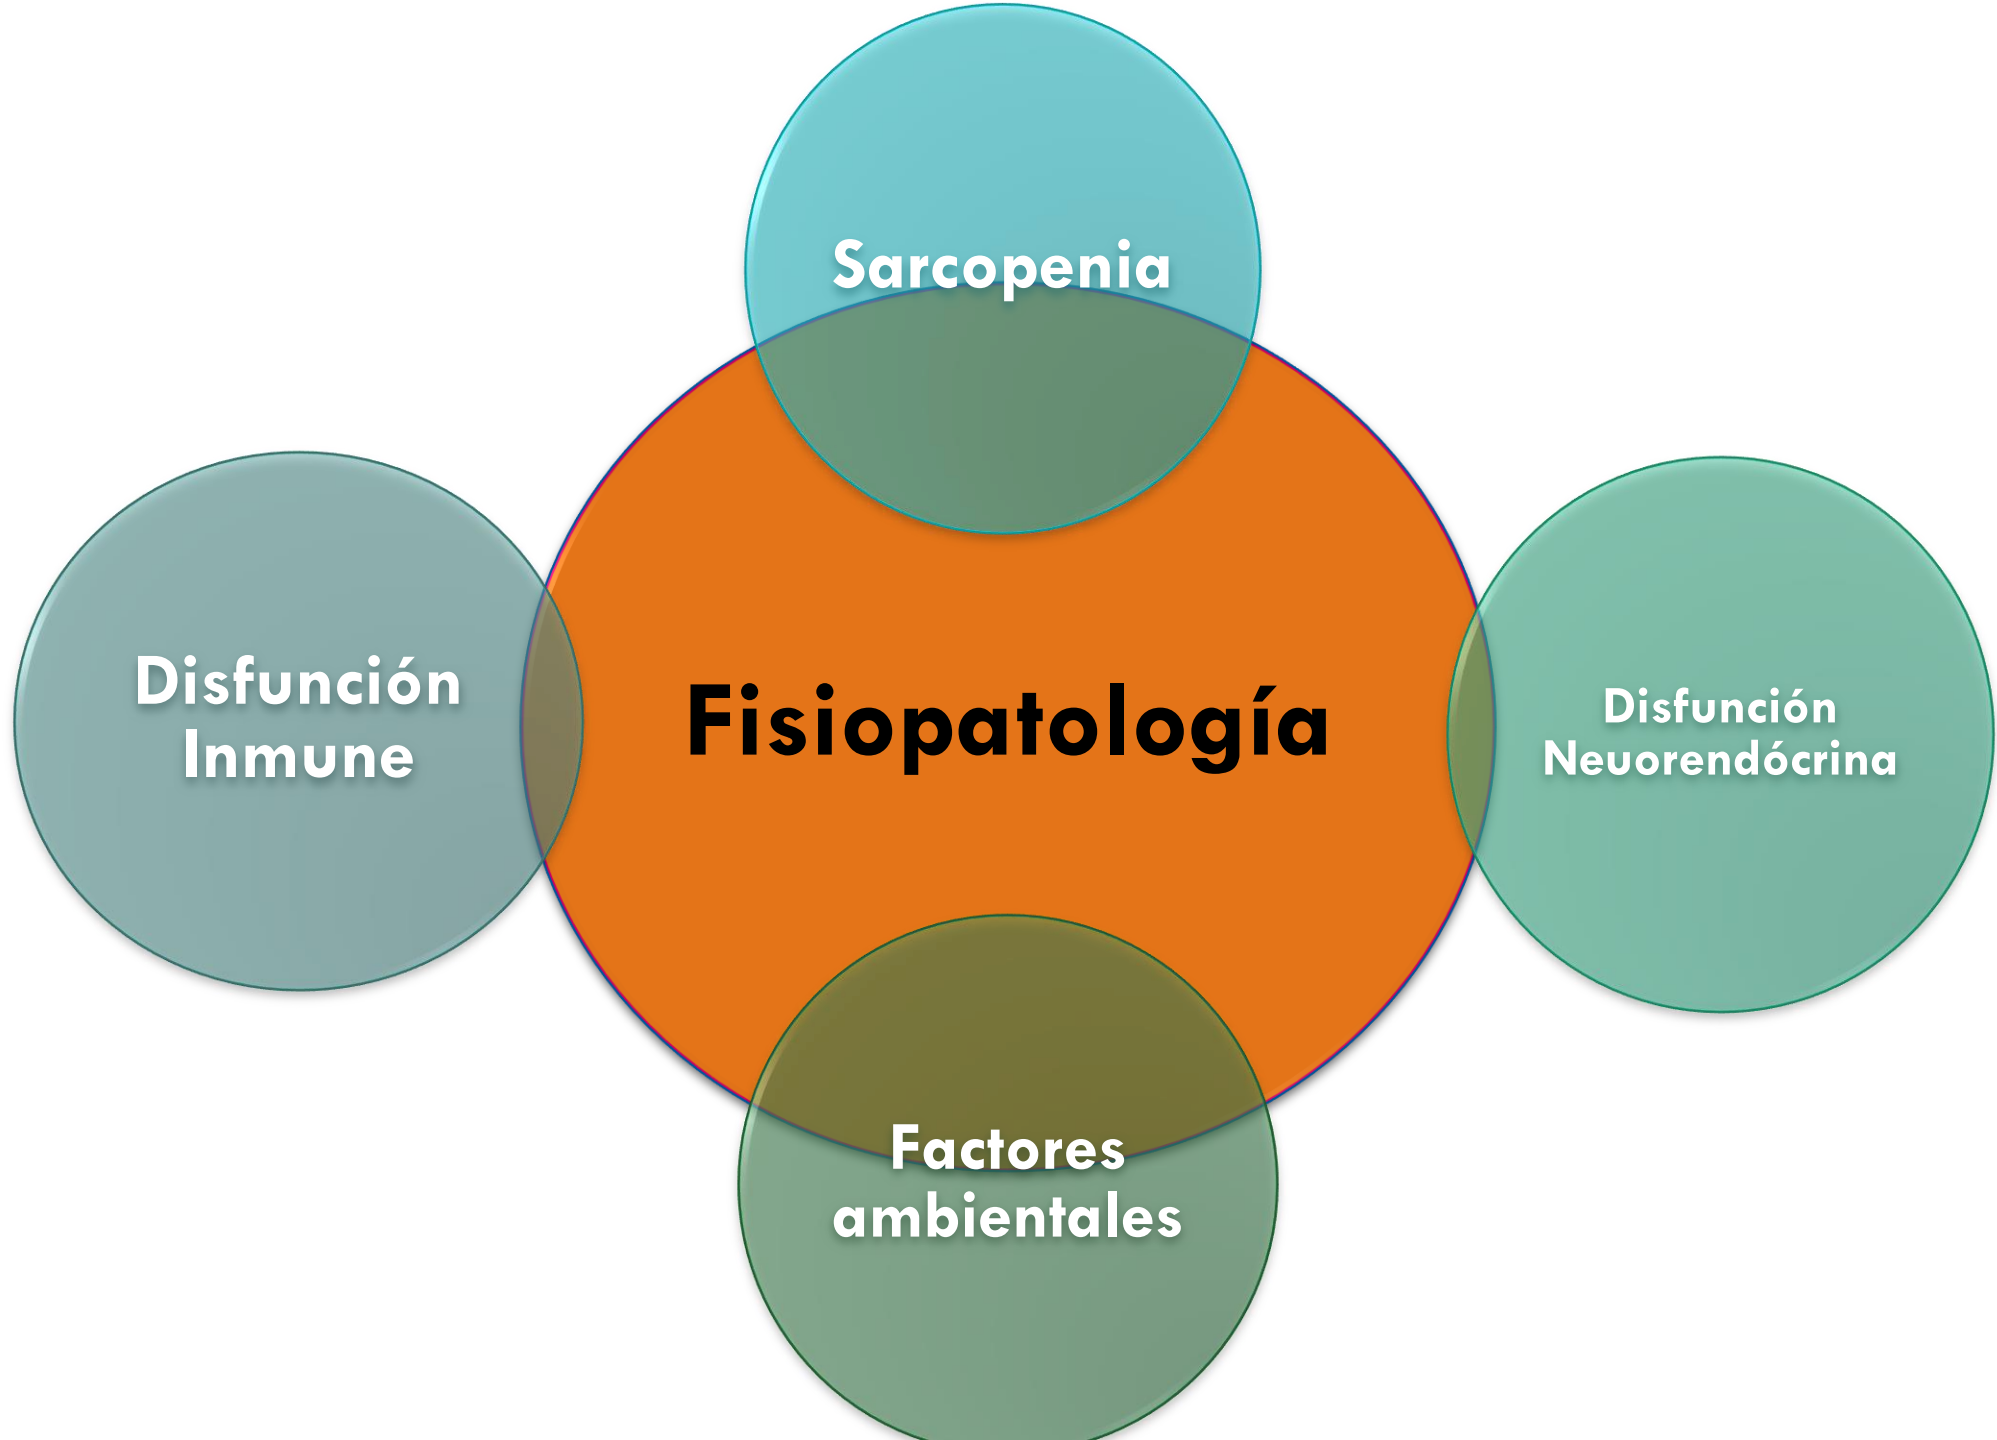 Sarcopenia
Disfunción
Inmune
Fisiopatología
Disfunción
Neuorendócrina
Factores
ambientales